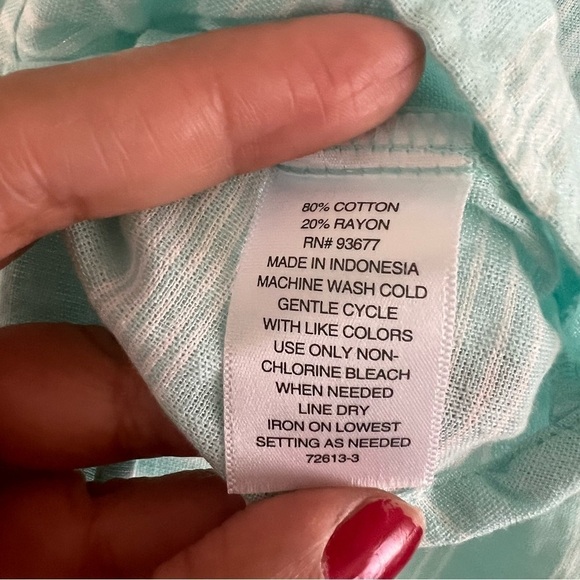 80% COTTON
20% RAYON
RN# 93677
MADE IN INDONESIA
MACHINE WASH COLD
GENTLE CYCLE
WITH LIKE COLORS
USE ONLY NON-
CHLORINE BLEACH
WHEN NEEDED
LINE DRY
IRON ON LOWEST
SETTING AS NEEDED
72613-3